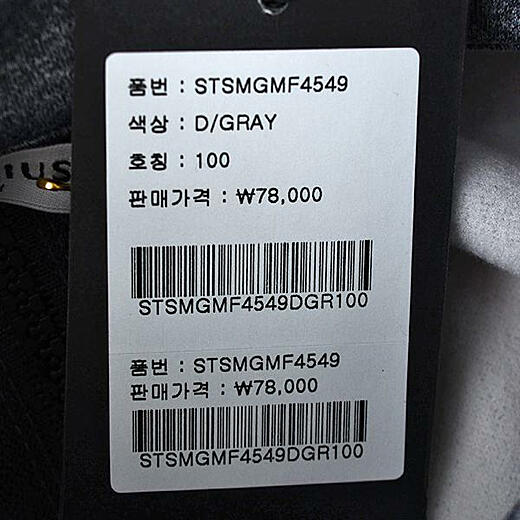 품번 : STSMGMF4549
색상 : D/GRAY
호칭 : 100
판매가격 : ₩78,000
STSMGMF4549DGR100
품번 : STSMGMF4549
판매가격 : ₩78,000
STSMGMF4549DGR100